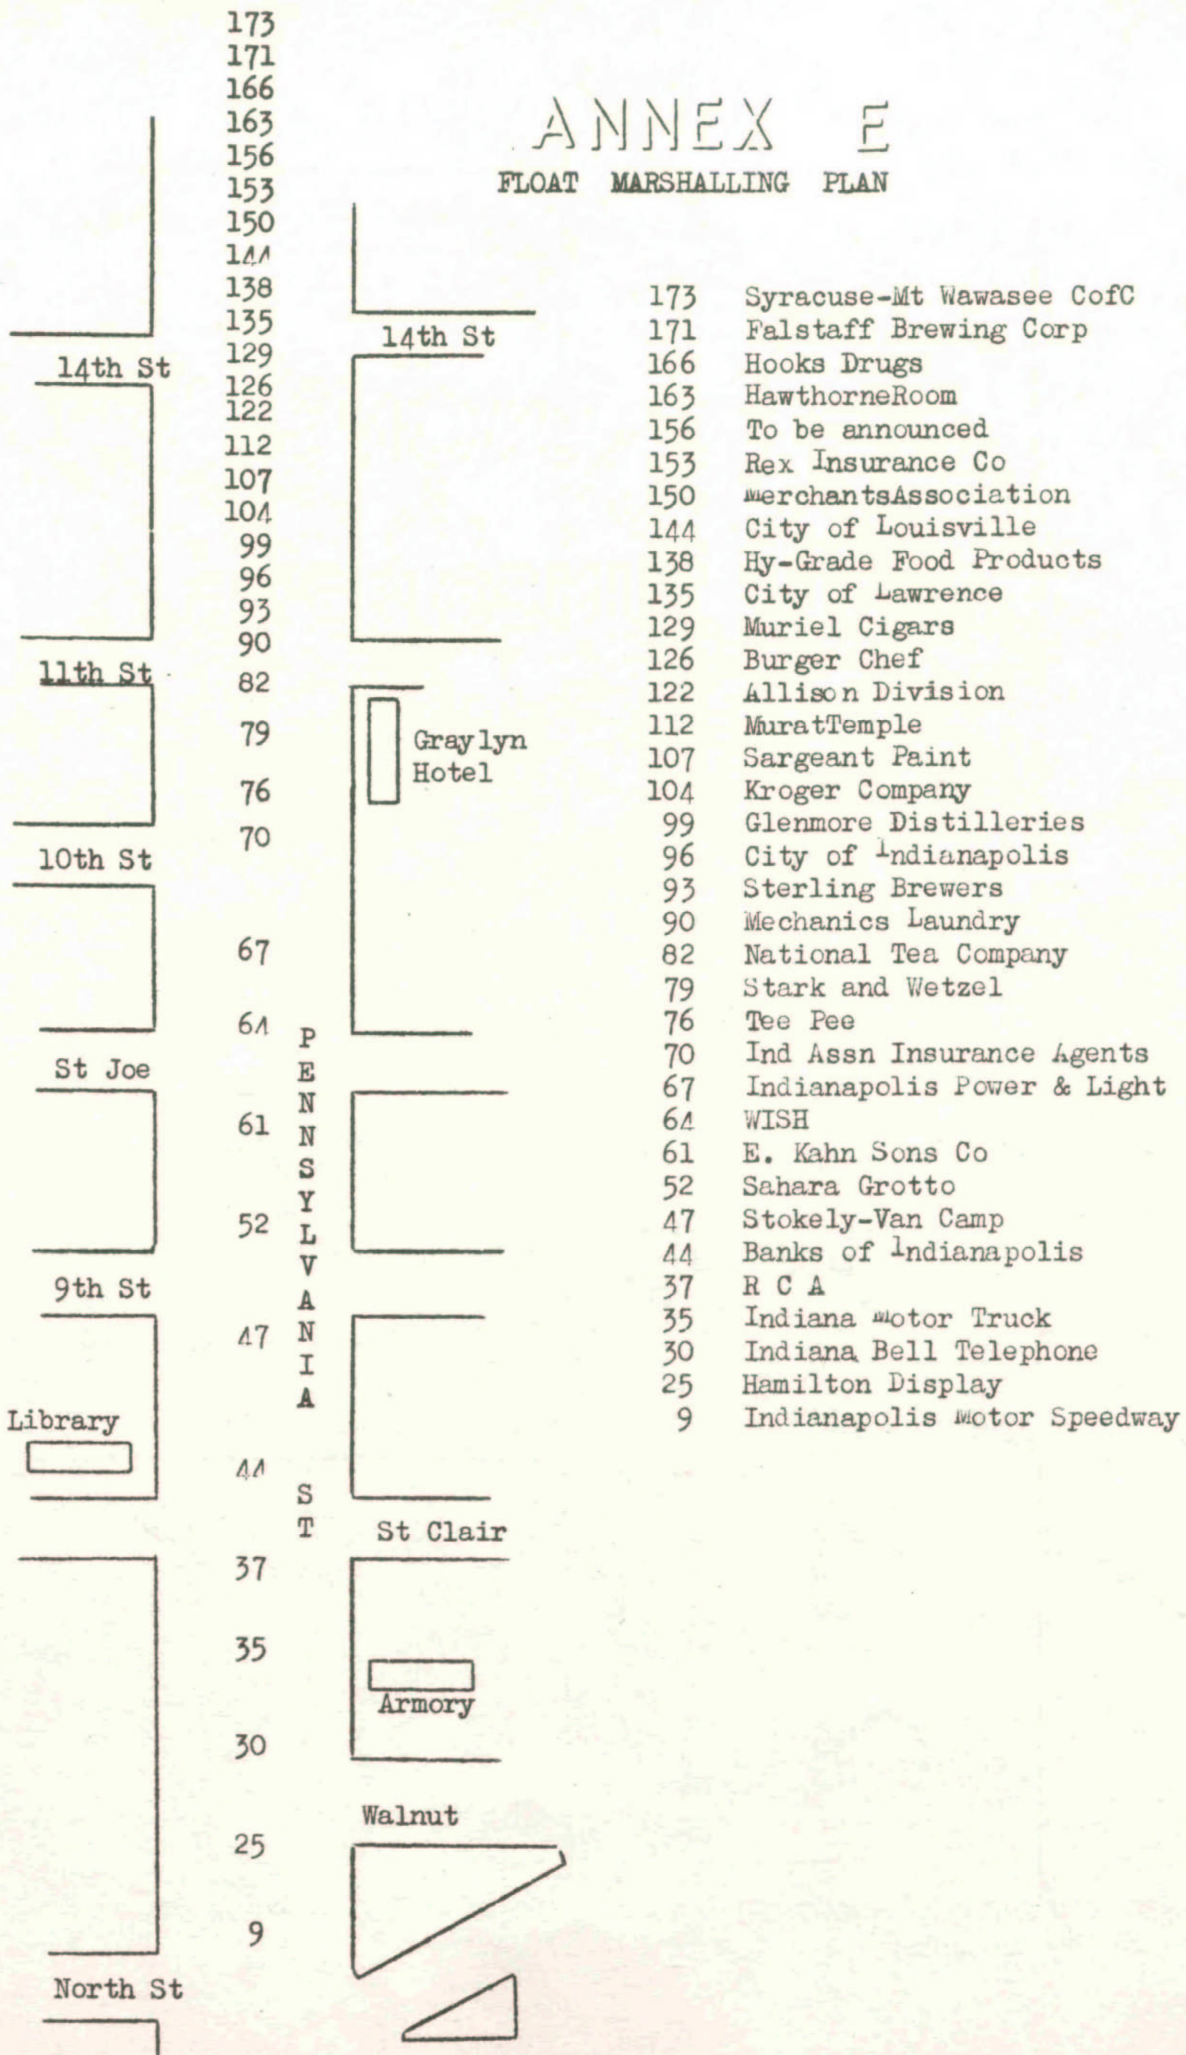 ANNEX E
FLOAT MARSHALLING PLAN
173
171
166
163
156
153
150
144
138
135
129
126
122
112
107
104
99
96
93
90
82
79
76
70
67
64
61
52
47
44
37
35
30
25
9
14th St
14th St
11th St
Graylyn
Hotel
10th St
St Joe
9th St
Library
PENNSYLVANIA ST
St Clair
Armory
Walnut
North St
173 Syracuse-Mt Wawasee CofC
171 Falstaff Brewing Corp
166 Hooks Drugs
163 HawthorneRoom
156 To be announced
153 Rex Insurance Co
150 MerchantsAssociation
144 City of Louisville
138 Hy-Grade Food Products
135 City of Lawrence
129 Muriel Cigars
126 Burger Chef
122 Allison Division
112 MuratTemple
107 Sargeant Paint
104 Kroger Company
99 Glenmore Distilleries
96 City of Indianapolis
93 Sterling Brewers
90 Mechanics Laundry
82 National Tea Company
79 Stark and Wetzel
76 Tee Pee
70 Ind Assn Insurance Agents
67 Indianapolis Power & Light
64 WISH
61 E. Kahn Sons Co
52 Sahara Grotto
47 Stokely-Van Camp
44 Banks of Indianapolis
37 R C A
35 Indiana Motor Truck
30 Indiana Bell Telephone
25 Hamilton Display
9 Indianapolis Motor Speedway